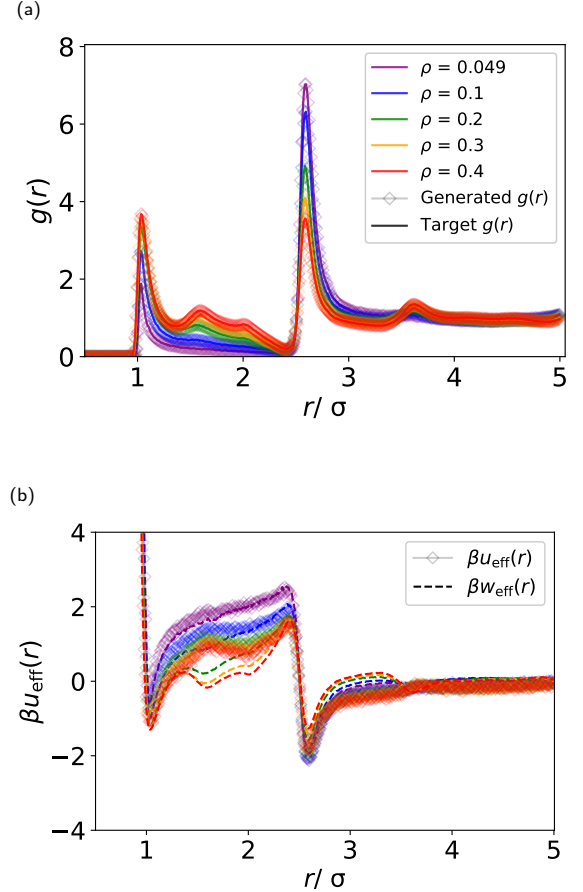 (a)
g(r)
8
6
4
2
0
ρ = 0.049
ρ = 0.1
ρ = 0.2
ρ = 0.3
ρ = 0.4
Generated g(r)
Target g(r)
1 2 3 4 5
r/ σ
(b)
βu_eff(r)
4
2
0
−2
−4
βu_eff(r)
βw_eff(r)
1 2 3 4 5
r/ σ